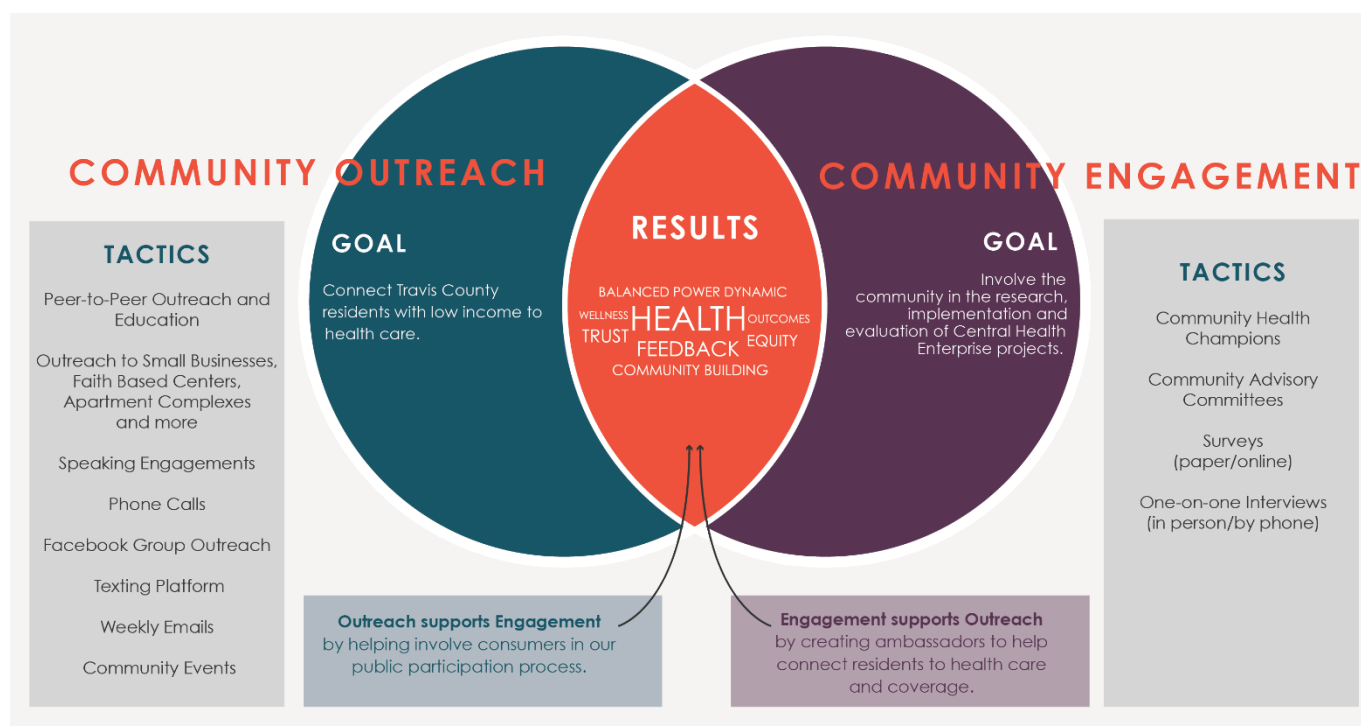 COMMUNITY OUTREACH
TACTICS
Peer-to-Peer Outreach and
Education
Outreach to Small Businesses,
Faith Based Centers,
Apartment Complexes
and more
Speaking Engagements
Phone Calls
Facebook Group Outreach
Texting Platform
Weekly Emails
Community Events
GOAL
Connect Travis County
residents with low income to
health care.
RESULTS
BALANCED POWER DYNAMIC
WELLNESS HEALTH OUTCOMES
TRUST FEEDBACK EQUITY
COMMUNITY BUILDING
COMMUNITY ENGAGEMENT
GOAL
Involve the
community in the research,
implementation and
evaluation of Central Health
Enterprise projects.
TACTICS
Community Health
Champions
Community Advisory
Committees
Surveys
(paper/online)
One-on-one Interviews
(in person/by phone)
Outreach supports Engagement
by helping involve consumers in our
public participation process.
Engagement supports Outreach
by creating ambassadors to help
connect residents to health care
and coverage.